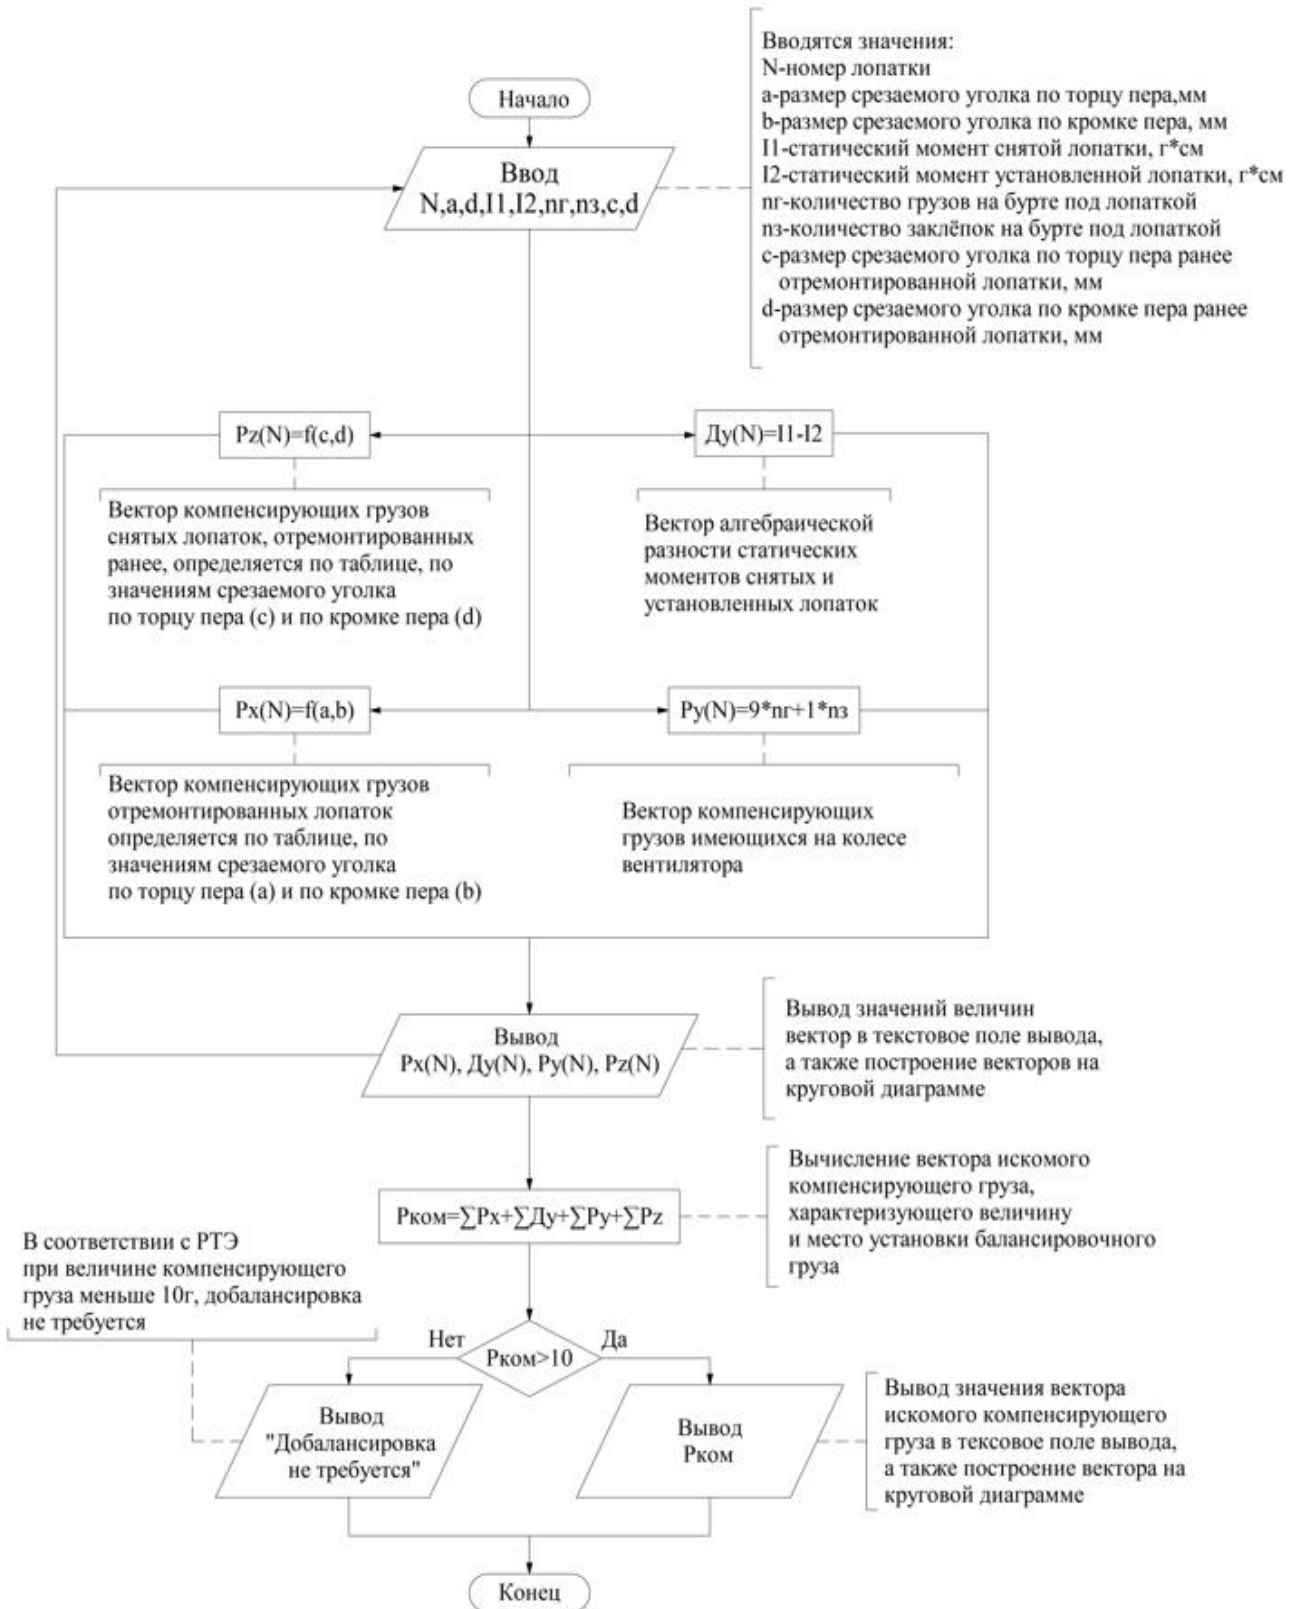 Начало
Ввод
N,a,d,I1,I2,nг,nз,c,d
Вводятся значения:
N-номер лопатки
a-размер срезаемого уголка по торцу пера,мм
b-размер срезаемого уголка по кромке пера, мм
I1-статический момент снятой лопатки, г*см
I2-статический момент установленной лопатки, г*см
nг-количество грузов на бурте под лопаткой
nз-количество заклёпок на бурте под лопаткой
c-размер срезаемого уголка по торцу пера ранее
отремонтированной лопатки, мм
d-размер срезаемого уголка по кромке пера ранее
отремонтированной лопатки, мм
Pz(N)=f(c,d)
Ду(N)=I1-I2
Вектор компенсирующих грузов
снятых лопаток, отремонтированных
ранее, определяется по таблице, по
значениям срезаемого уголка
по торцу пера (c) и по кромке пера (d)
Вектор алгебраической
разности статических
моментов снятых и
установленных лопаток
Px(N)=f(a,b)
Py(N)=9*nг+1*nз
Вектор компенсирующих грузов
отремонтированных лопаток
определяется по таблице, по
значениям срезаемого уголка
по торцу пера (a) и по кромке пера (b)
Вектор компенсирующих
грузов имеющихся на колесе
вентилятора
Вывод
Px(N), Ду(N), Py(N), Pz(N)
Вывод значений величин
вектор в текстовое поле вывода,
а также построение векторов на
круговой диаграмме
Pком=∑Px+∑Ду+∑Py+∑Pz
Вычисление вектора искомого
компенсирующего груза,
характеризующего величину
и место установки балансировочного
груза
В соответствии с РТЭ
при величине компенсирующего
груза меньше 10г, добалансировка
не требуется
Нет
Pком>10
Да
Вывод
"Добалансировка
не требуется"
Вывод
Pком
Вывод значения вектора
искомого компенсирующего
груза в тексовое поле вывода,
а также построение вектора на
круговой диаграмме
Конец